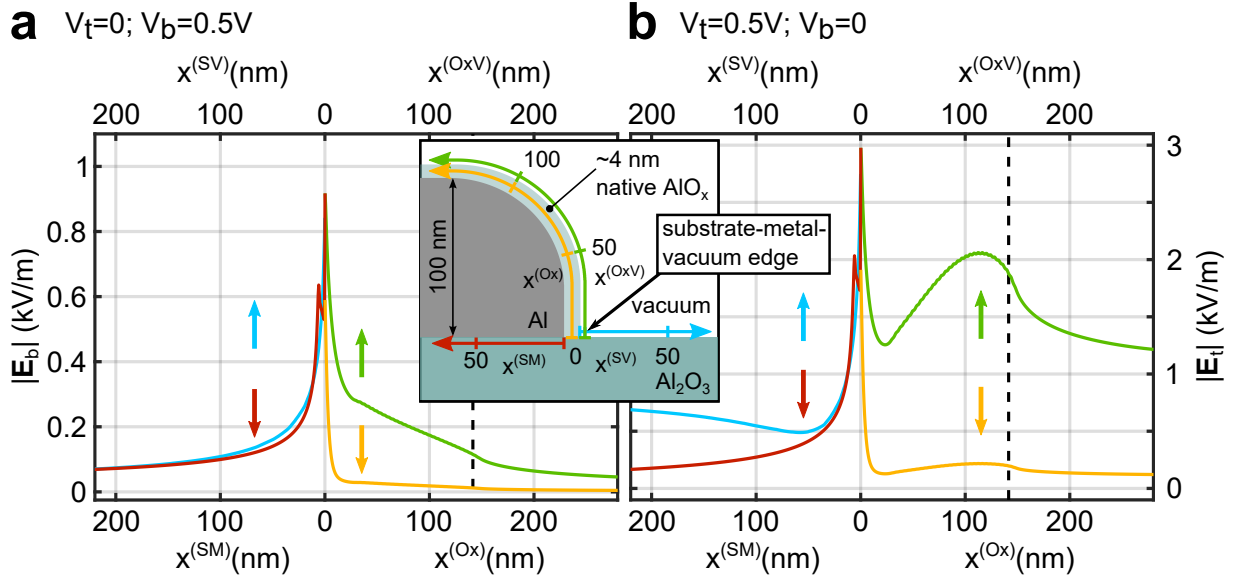 a V_t=0; V_b=0.5V
b V_t=0.5V; V_b=0
x^(SV)(nm) x^(OxV)(nm)
x^(SV)(nm) x^(OxV)(nm)
200 100 0 100 200
200 100 0 100 200
|E_b| (kV/m)
1
0.8
0.6
0.4
0.2
0
100
~4 nm
native AlO_x
100 nm
50
x^(Ox)
x^(OxV)
substrate-metal-
vacuum edge
Al
vacuum
50 x^(SM) 0 x^(SV) 50
Al_2O_3
3
2
1
0
|E_t| (kV/m)
200 100 0 100 200
200 100 0 100 200
x^(SM)(nm) x^(Ox)(nm)
x^(SM)(nm) x^(Ox)(nm)